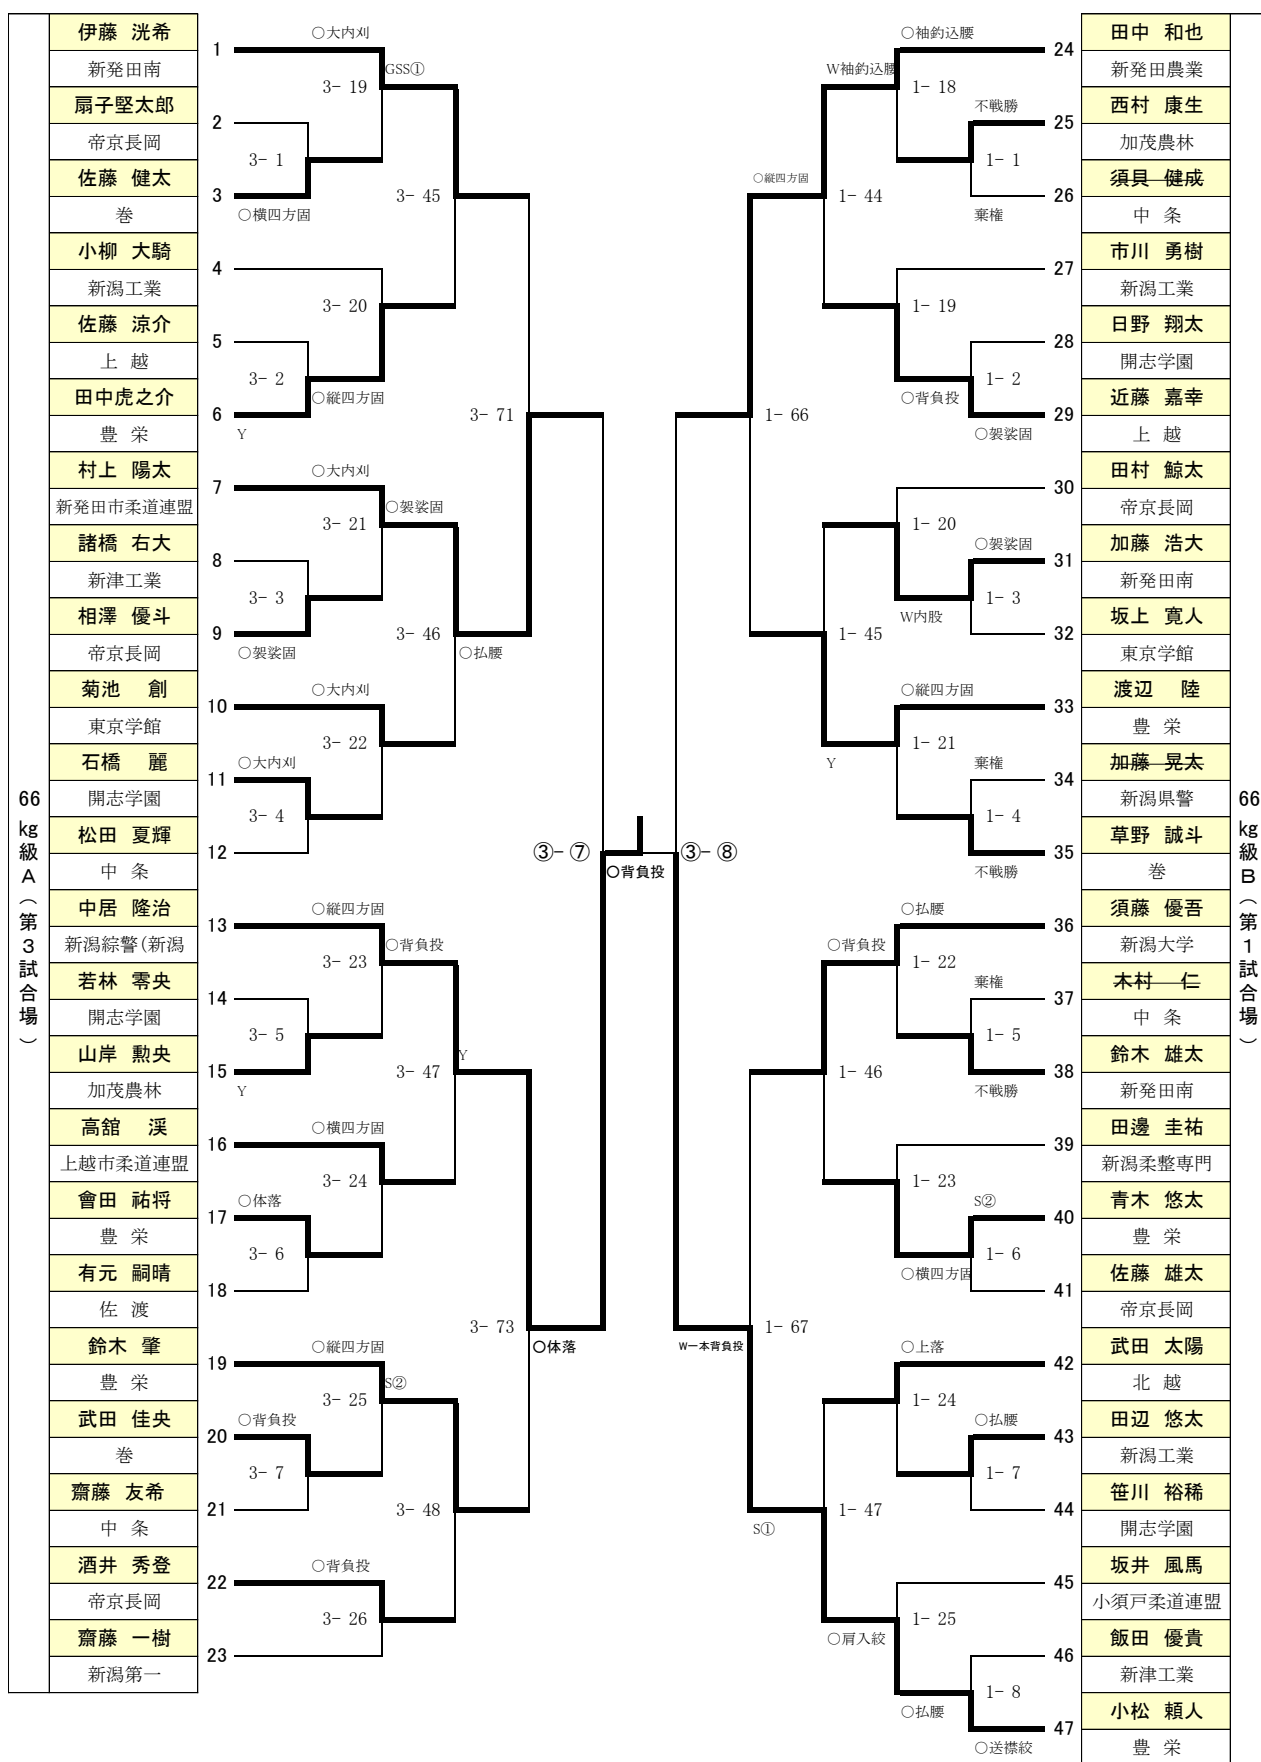 66kg級A（第3試合場）
伊藤 洸希
新発田南
扇子堅太郎
帝京長岡
佐藤 健太
巻
小柳 大騎
新潟工業
佐藤 涼介
上 越
田中虎之介
豊 栄
村上 陽太
新発田市柔道連盟
諸橋 右大
新津工業
相澤 優斗
帝京長岡
菊池 創
東京学館
石橋 麗
開志学園
松田 夏輝
中 条
中居 隆治
新潟綜警(新潟
若林 零央
開志学園
山岸 勲央
加茂農林
高舘 渓
上越市柔道連盟
會田 祐将
豊 栄
有元 嗣晴
佐 渡
鈴木 肇
豊 栄
武田 佳央
巻
齋藤 友希
中 条
酒井 秀登
帝京長岡
齋藤 一樹
新潟第一
1
2
3
4
5
6
7
8
9
10
11
12
13
14
15
16
17
18
19
20
21
22
23
3- 1
○横四方固
3- 2
Y
3- 3
○袈裟固
○大内刈
3- 4
3- 5
Y
○体落
3- 6
○背負投
3- 7
○大内刈
3- 19
3- 20
○縦四方固
○大内刈
3- 21
○大内刈
3- 22
○縦四方固
3- 23
○横四方固
3- 24
○縦四方固
3- 25
○背負投
3- 26
GSS①
3- 45
○袈裟固
3- 46
○背負投
3- 47
S②
3- 48
3- 71
○払腰
Y
3- 73
○体落
③- ⑦
○背負投
③- ⑧
W一本背負投
○縦四方固
1- 66
1- 67
S①
W袖釣込腰
1- 44
1- 45
Y
○背負投
1- 46
1- 47
○肩入絞
○袖釣込腰
1- 18
1- 19
○背負投
1- 20
W内股
○縦四方固
1- 21
○払腰
1- 22
1- 23
○横四方固
○上落
1- 24
1- 25
○払腰
不戦勝
1- 1
棄権
1- 2
○袈裟固
○袈裟固
1- 3
棄権
1- 4
不戦勝
棄権
1- 5
不戦勝
S②
1- 6
○払腰
1- 7
1- 8
○送襟絞
24
25
26
27
28
29
30
31
32
33
34
35
36
37
38
39
40
41
42
43
44
45
46
47
田中 和也
新発田農業
西村 康生
加茂農林
須貝 健成
中 条
市川 勇樹
新潟工業
日野 翔太
開志学園
近藤 嘉幸
上 越
田村 鯨太
帝京長岡
加藤 浩大
新発田南
坂上 寛人
東京学館
渡辺 陸
豊 栄
加藤 晃太
新潟県警
草野 誠斗
巻
須藤 優吾
新潟大学
木村 仁
中 条
鈴木 雄太
新発田南
田邊 圭祐
新潟柔整専門
青木 悠太
豊 栄
佐藤 雄太
帝京長岡
武田 太陽
北 越
田辺 悠太
新潟工業
笹川 裕稀
開志学園
坂井 風馬
小須戸柔道連盟
飯田 優貴
新津工業
小松 頼人
豊 栄
66kg級B（第1試合場）